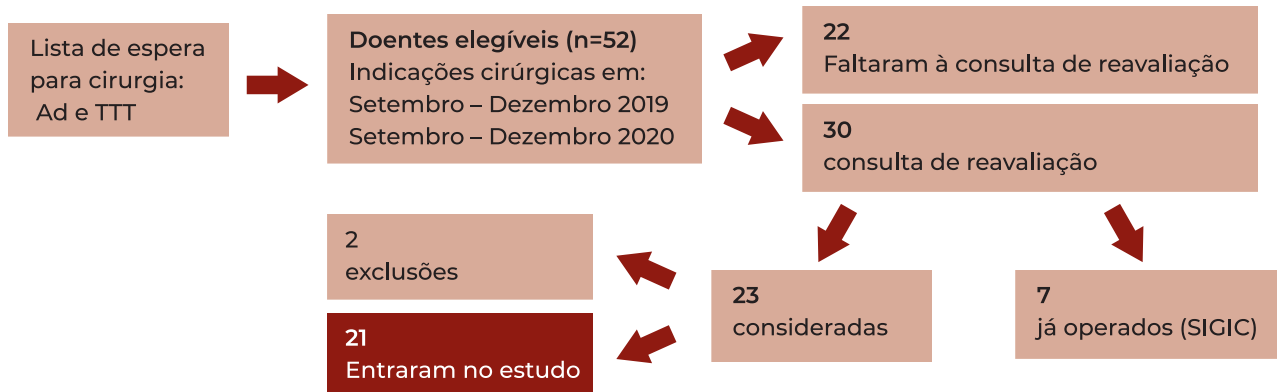 Lista de espera
para cirurgia:
Ad e TTT
Doentes elegíveis (n=52)
Indicações cirúrgicas em:
Setembro – Dezembro 2019
Setembro – Dezembro 2020
22
Faltaram à consulta de reavaliação
30
consulta de reavaliação
2
exclusões
21
Entraram no estudo
23
consideradas
7
já operados (SIGIC)